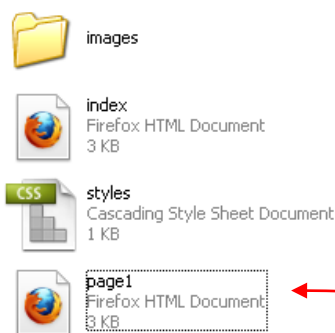 images
index
Firefox HTML Document
3 KB
CSS
styles
Cascading Style Sheet Document
1 KB
page1
Firefox HTML Document
3 KB